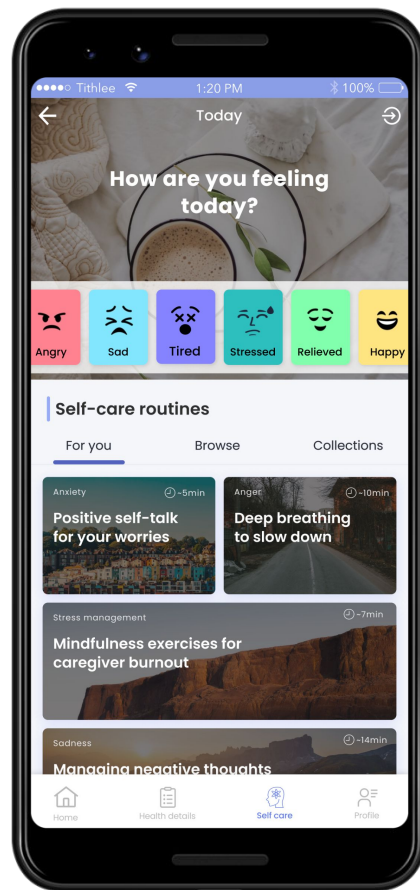 Tithlee
1:20 PM
100%
Today
How are you feeling
today?
Angry
Sad
Tired
Stressed
Relieved
Happy
Self-care routines
For you
Browse
Collections
Anxiety
~5min
Positive self-talk
for your worries
Anger
~10min
Deep breathing
to slow down
Stress management
~7min
Mindfulness exercises for
caregiver burnout
Sadness
~14min
Managing negative thoughts
Home
Health details
Self care
Profile